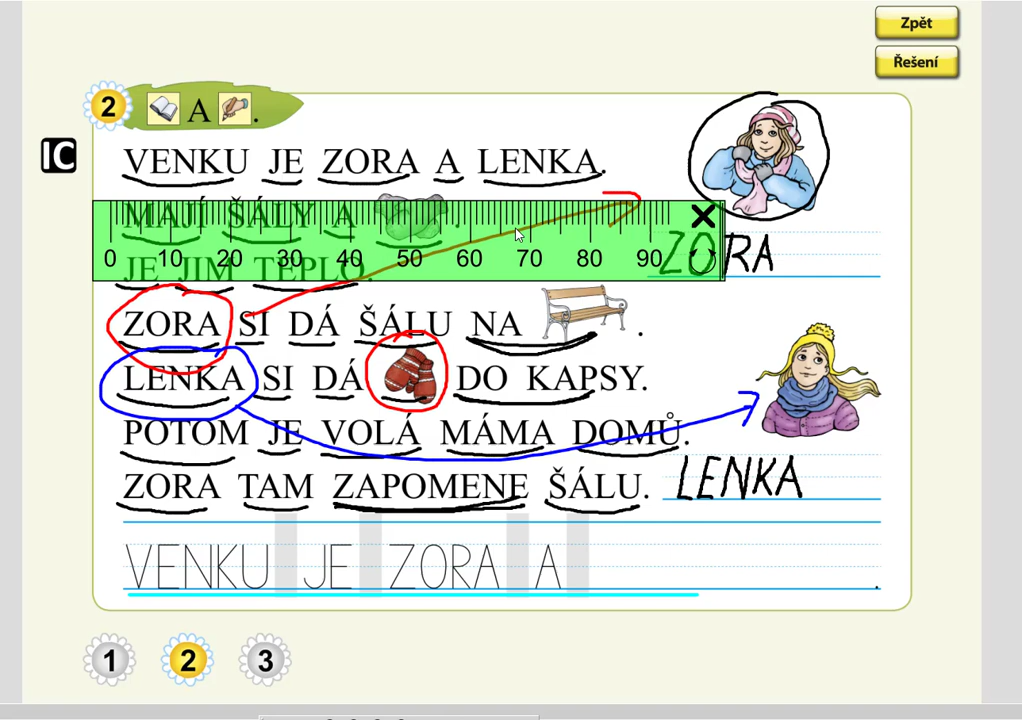 Zpět
Řešení
2 A .
IC
VENKU JE ZORA A LENKA.
MAJÍ ŠÁLY A .
0 10 20 30 40 50 60 70 80 90
ZORA
JE JIM TEPLO.
ZORA SI DÁ ŠÁLU NA .
LENKA SI DÁ DO KAPSY.
POTOM JE VOLÁ MÁMA DOMŮ.
ZORA TAM ZAPOMENE ŠÁLU.
LENKA
VENKU JE ZORA A .
1 2 3